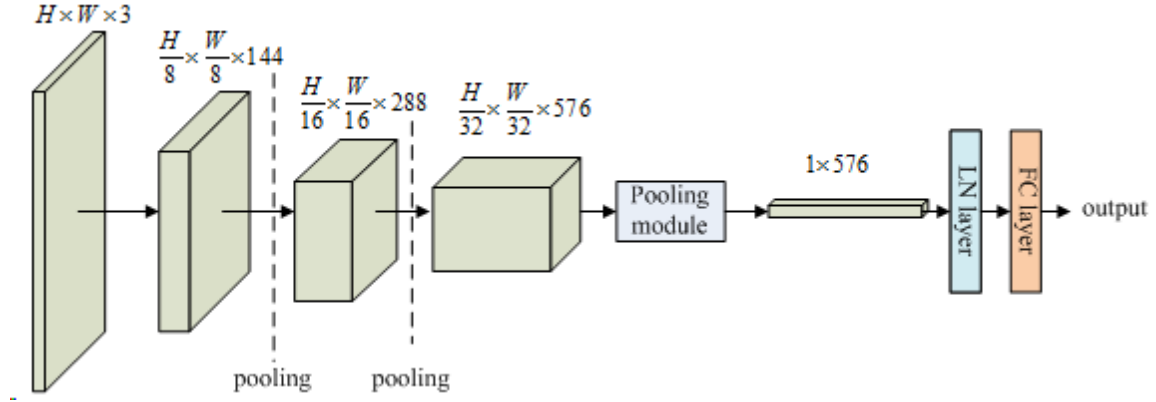 H×W×3
H/8 × W/8 ×144
H/16 × W/16 ×288
H/32 × W/32 ×576
1×576
Pooling
module
LN layer
FC layer
output
pooling
pooling